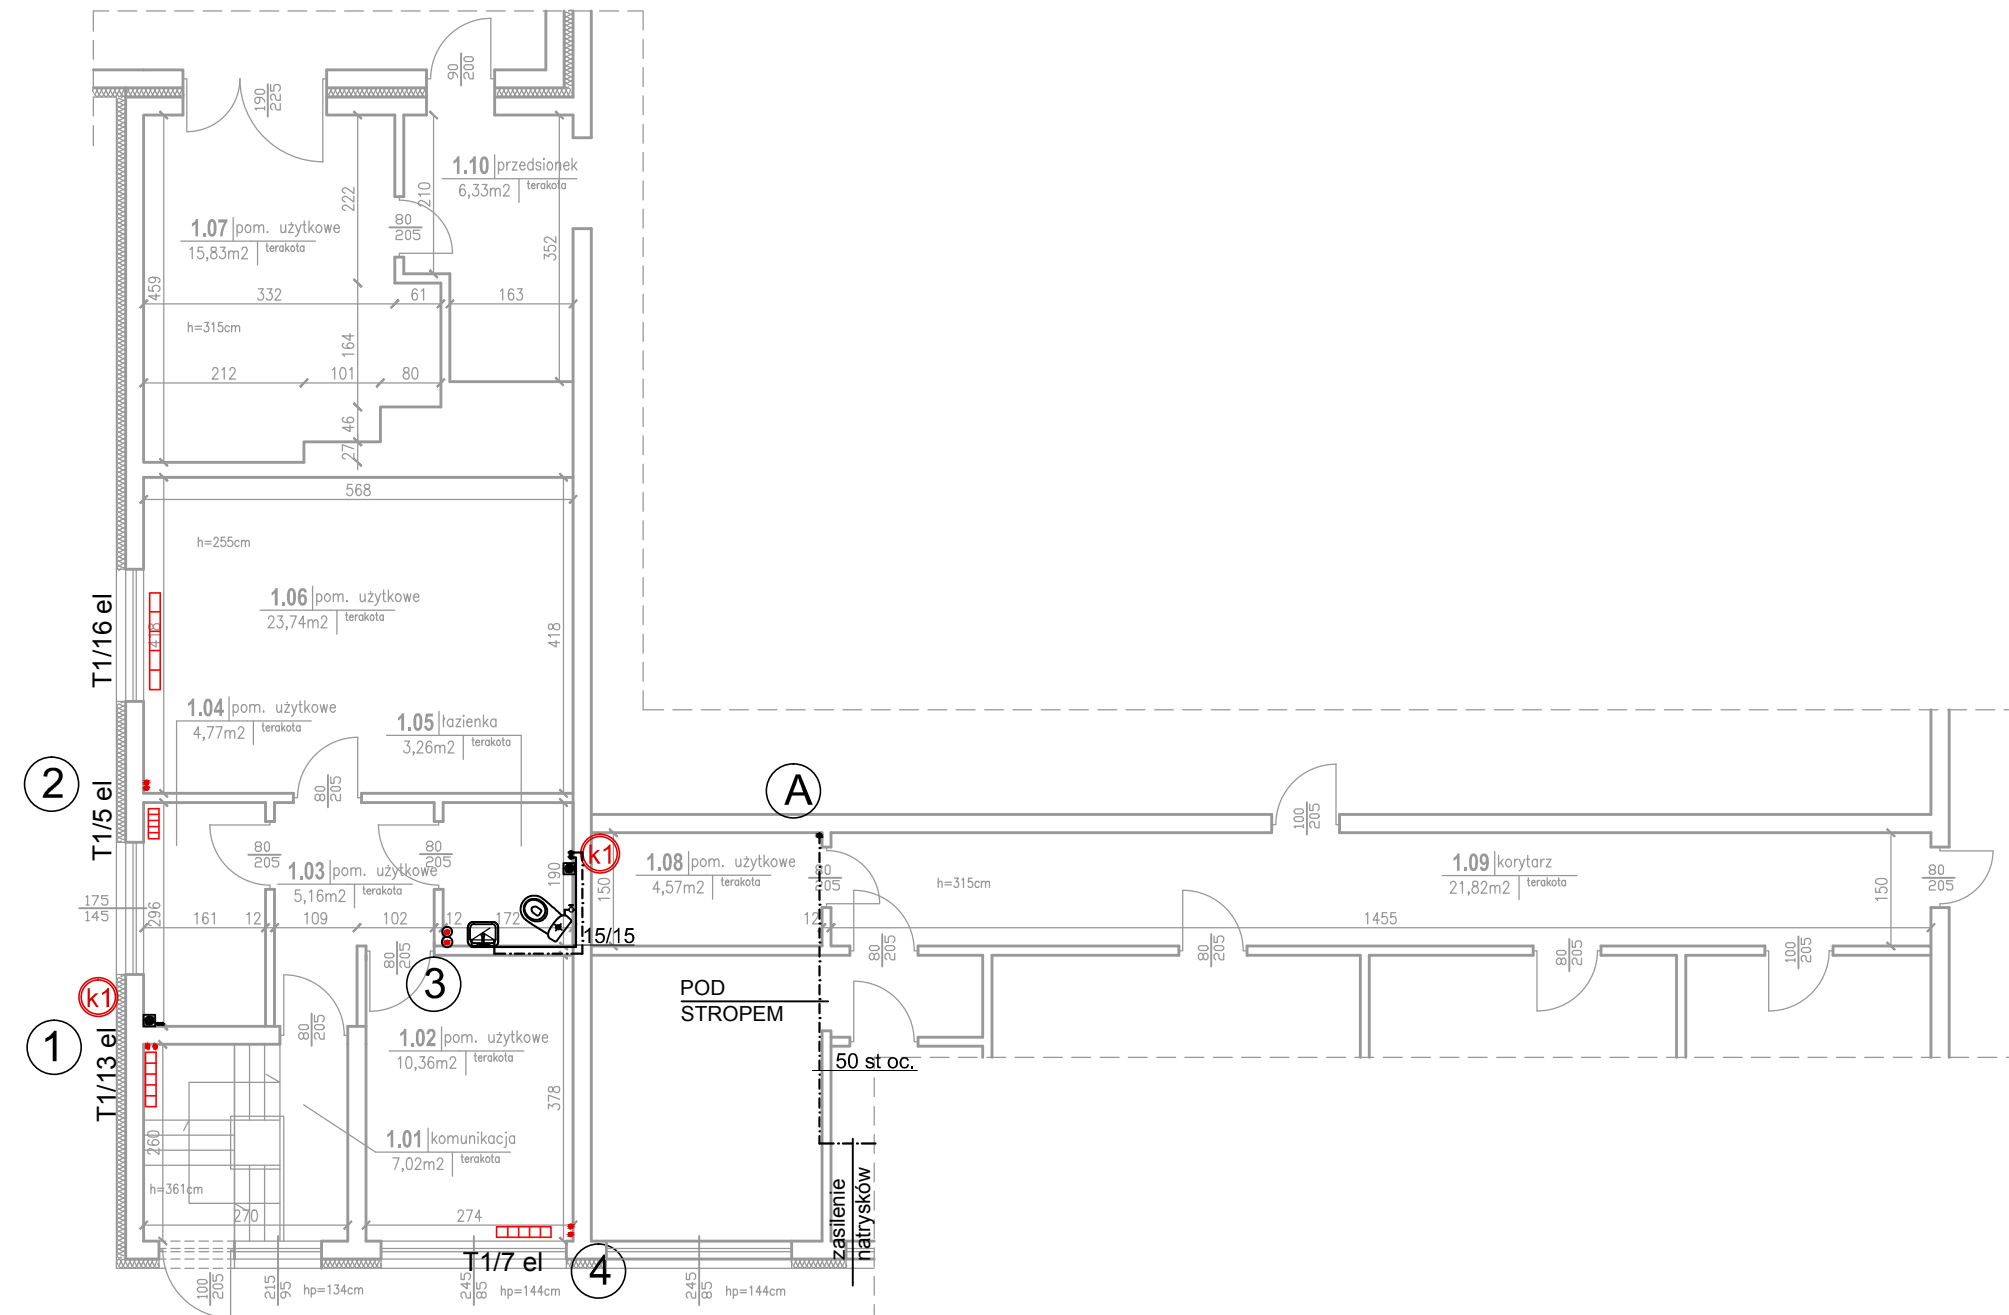 90
200
190
225
1.10 przedsionek
6,33m2 terakota
210
222
1.07 pom. użytkowe
15,83m2 terakota
80
205
352
459
332
61
163
h=315cm
164
212
101
80
46
27
568
h=255cm
T1/16 el
418
1.06 pom. użytkowe
23,74m2 terakota
418
1.04 pom. użytkowe
4,77m2 terakota
1.05 łazienka
3,26m2 terakota
2
T1/5 el
80
205
A
100
205
80
205
80
205
k1
1.03 pom. użytkowe
5,16m2 terakota
190
150
1.08 pom. użytkowe
4,57m2 terakota
80
205
h=315cm
1.09 korytarz
21,82m2 terakota
150
80
205
175
145
296
161
12
109
102
12
172
15/15
12
1455
80
205
80
205
80
205
80
205
100
205
k1
3
POD
STROPEM
1
T1/13 el
80
205
1.02 pom. użytkowe
10,36m2 terakota
50 st oc.
378
260
1.01 komunikacja
7,02m2 terakota
h=361cm
zasilenie
natrysków
270
274
T1/7 el
4
100
205
215
95
hp=134cm
245
85
hp=144cm
245
85
hp=144cm